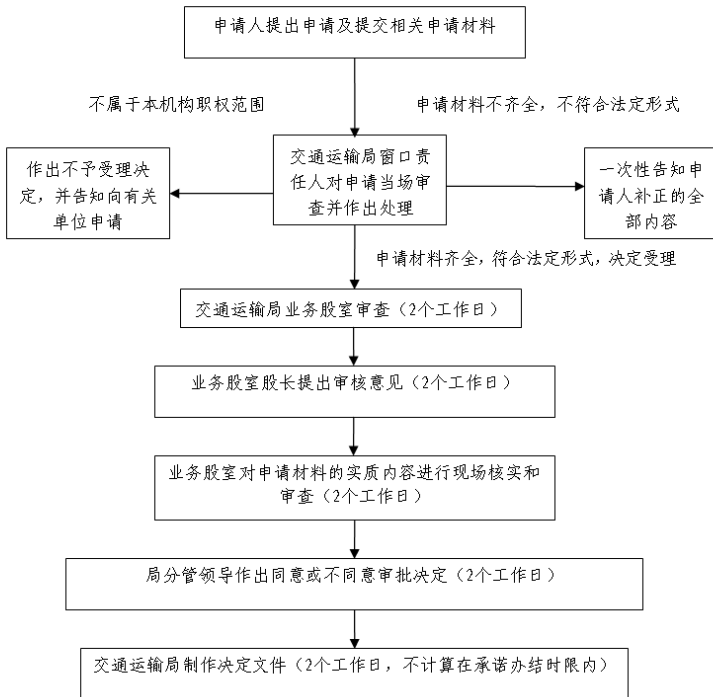 申请人提出申请及提交相关申请材料
不属于本机构职权范围
申请材料不齐全，不符合法定形式
作出不予受理决
定，并告知向有关
单位申请
交通运输局窗口责
任人对申请当场审
查并作出处理
一次性告知申
请人补正的全
部内容
申请材料齐全，符合法定形式，决定受理
交通运输局业务股室审查（2个工作日）
业务股室股长提出审核意见（2个工作日）
业务股室对申请材料的实质内容进行现场核实和
审查（2个工作日）
局分管领导作出同意或不同意审批决定（2个工作日）
交通运输局制作决定文件（2个工作日，不计算在承诺办结时限内）